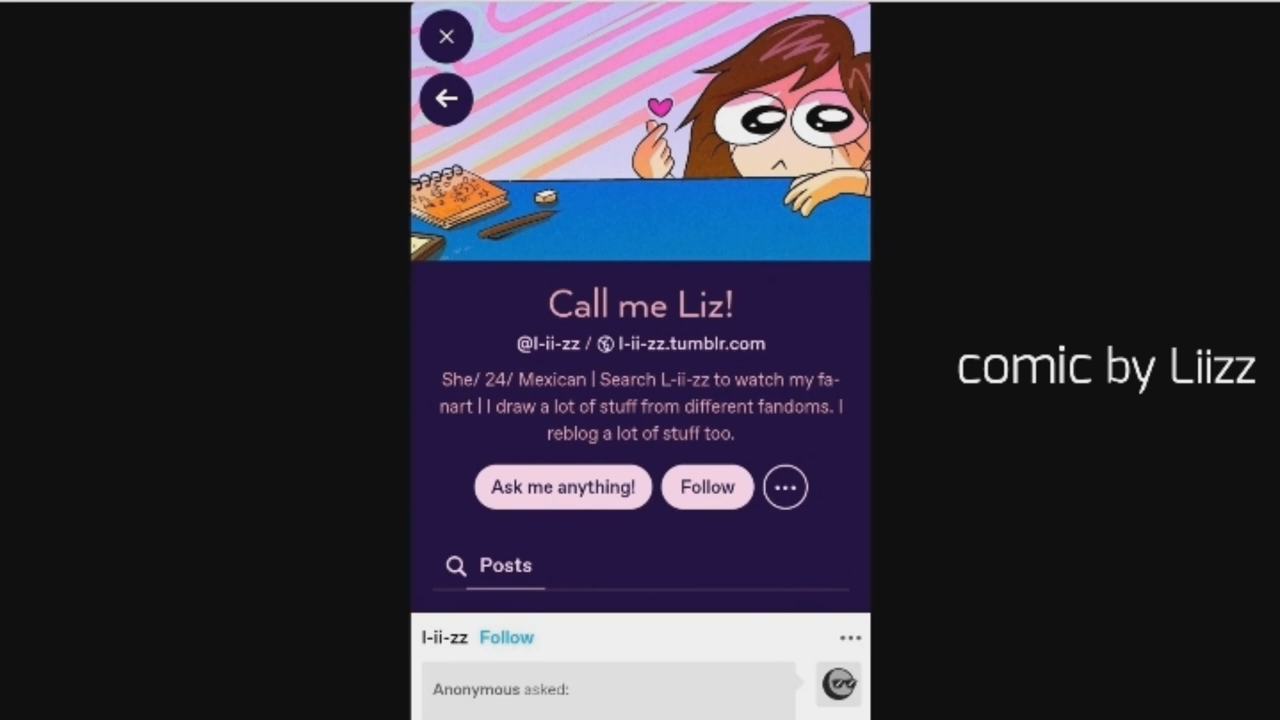 Call me Liz!
@l-ii-zz / l-ii-zz.tumblr.com
She/ 24/ Mexican | Search L-ii-zz to watch my fa-
nart | I draw a lot of stuff from different fandoms. I
reblog a lot of stuff too.
Ask me anything! Follow
Posts
l-ii-zz Follow
Anonymous asked:
comic by Liizz